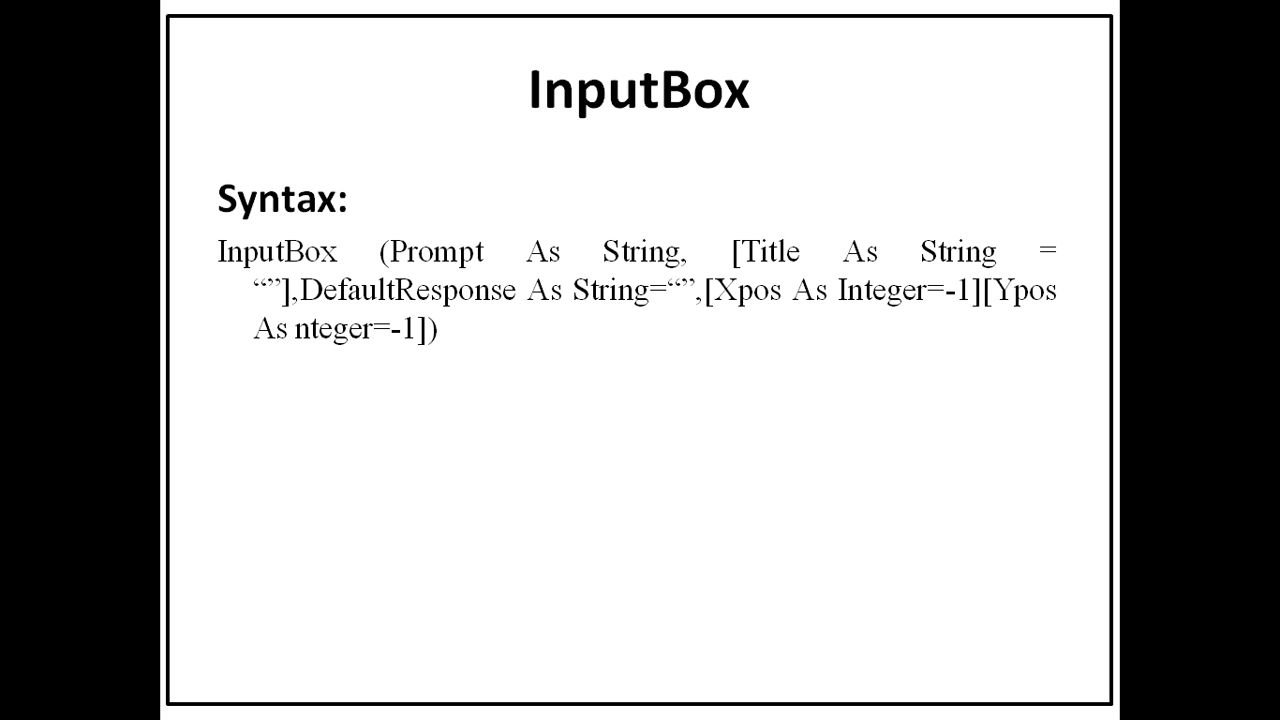 InputBox
Syntax:
InputBox (Prompt As String, [Title As String =
“”],DefaultResponse As String=“”,[Xpos As Integer=-1][Ypos
As nteger=-1])